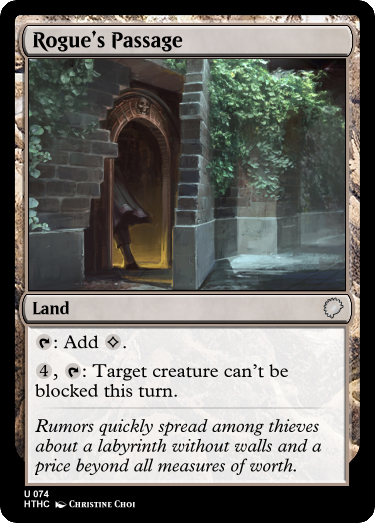 Rogue's Passage
Land
: Add .
4, : Target creature can't be
blocked this turn.
Rumors quickly spread among thieves
about a labyrinth without walls and a
price beyond all measures of worth.
U 074
HTHC Christine Choi